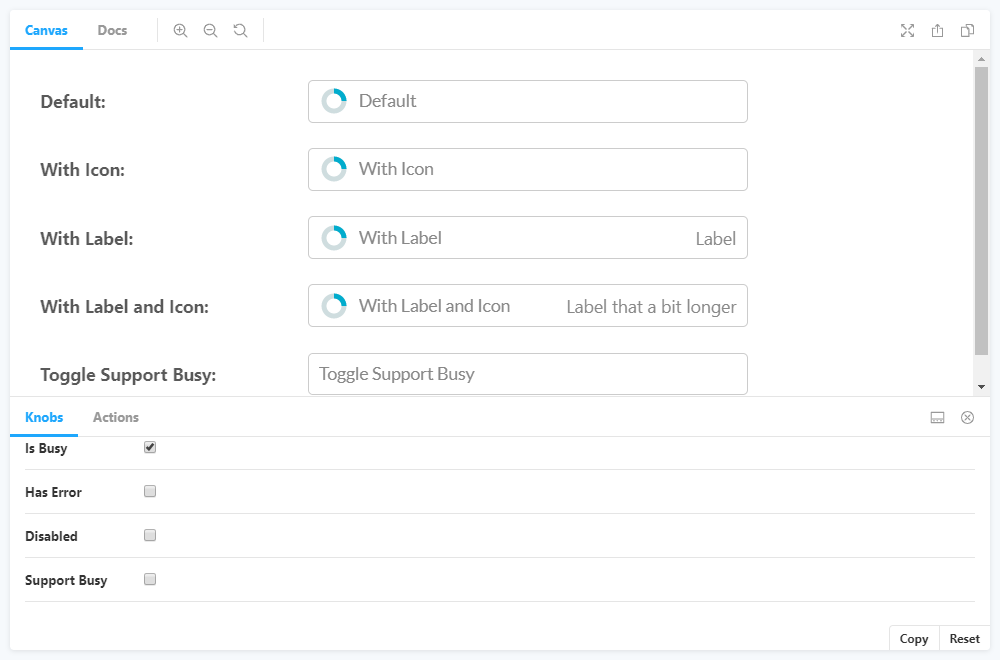 Canvas Docs
Default: Default
With Icon: With Icon
With Label: With Label Label
With Label and Icon: With Label and Icon Label that a bit longer
Toggle Support Busy: Toggle Support Busy
Knobs Actions
Is Busy
Has Error
Disabled
Support Busy
Copy Reset